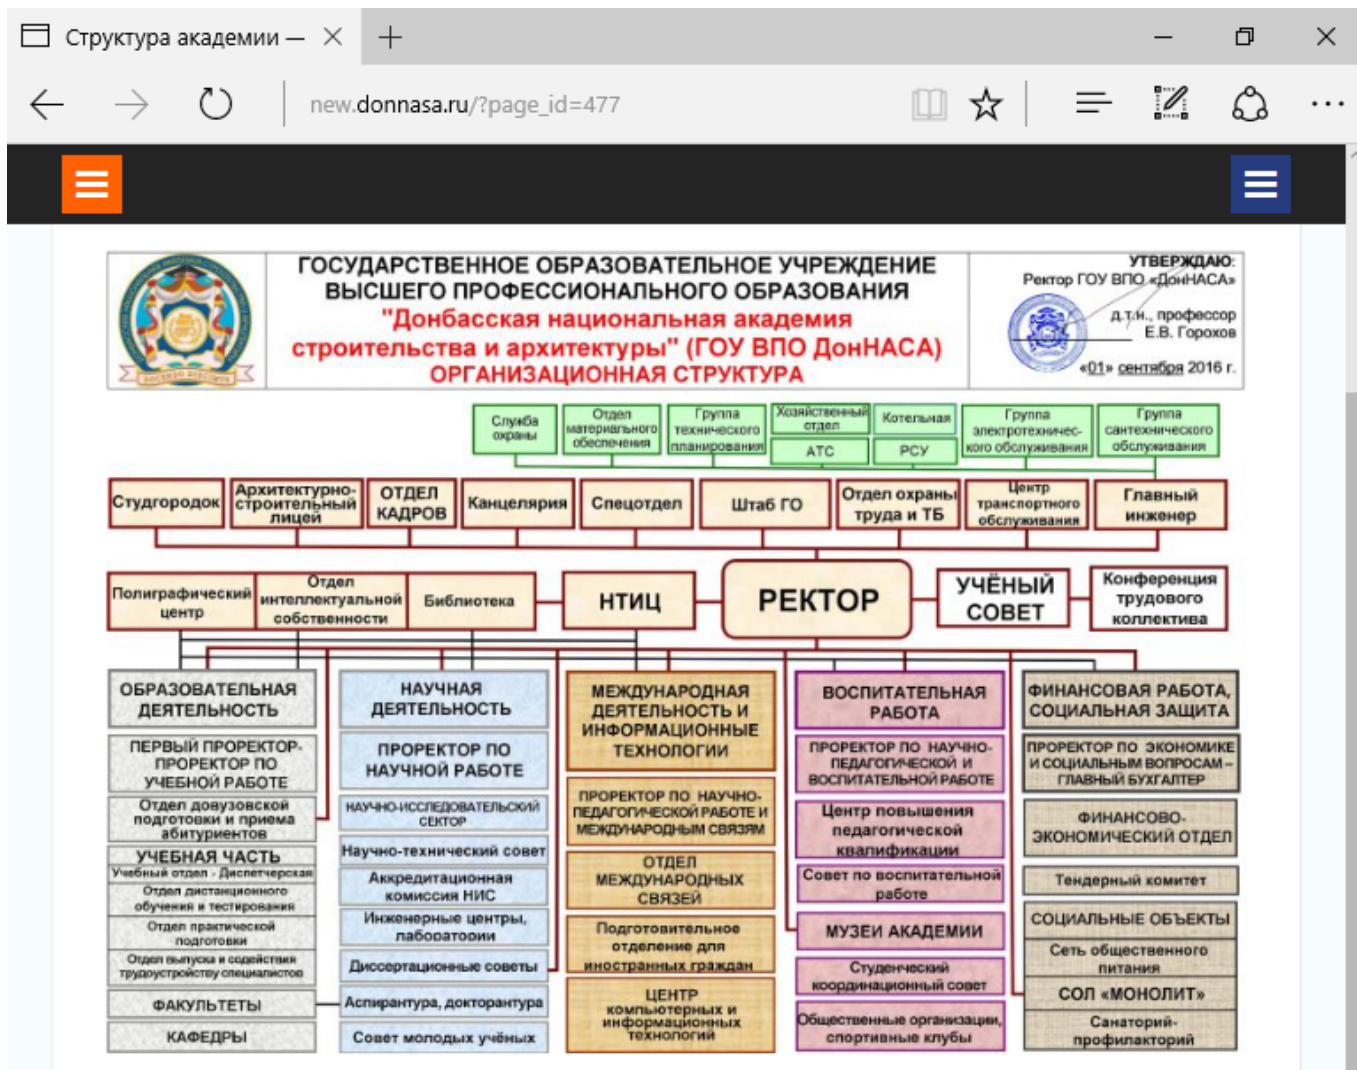 Структура академии —
new.donnasa.ru/?page_id=477
ГОСУДАРСТВЕННОЕ ОБРАЗОВАТЕЛЬНОЕ УЧРЕЖДЕНИЕ
ВЫСШЕГО ПРОФЕССИОНАЛЬНОГО ОБРАЗОВАНИЯ
"Донбасская национальная академия
строительства и архитектуры" (ГОУ ВПО ДонНАСА)
ОРГАНИЗАЦИОННАЯ СТРУКТУРА
УТВЕРЖДАЮ:
Ректор ГОУ ВПО «ДонНАСА»
д.т.н., профессор
Е.В. Горохов
«01» сентября 2016 г.
DOCENDO DISCIMUS
Служба
охраны
Отдел
материального
обеспечения
Группа
технического
планирования
Хозяйственный
отдел
АТС
Котельная
РСУ
Группа
электротехничес-
кого обслуживания
Группа
сантехнического
обслуживания
Студгородок
Архитектурно-
строительный
лицей
ОТДЕЛ
КАДРОВ
Канцелярия
Спецотдел
Штаб ГО
Отдел охраны
труда и ТБ
Центр
транспортного
обслуживания
Главный
инженер
Полиграфический
центр
Отдел
интеллектуальной
собственности
Библиотека
НТИЦ
РЕКТОР
УЧЁНЫЙ
СОВЕТ
Конференция
трудового
коллектива
ОБРАЗОВАТЕЛЬНАЯ
ДЕЯТЕЛЬНОСТЬ
ПЕРВЫЙ ПРОРЕКТОР-
ПРОРЕКТОР ПО
УЧЕБНОЙ РАБОТЕ
Отдел довузовской
подготовки и приема
абитуриентов
УЧЕБНАЯ ЧАСТЬ
Учебный отдел - Диспетчерская
Отдел дистанционного
обучения и тестирования
Отдел практической
подготовки
Отдел выпуска и содействия
трудоустройству специалистов
ФАКУЛЬТЕТЫ
КАФЕДРЫ
НАУЧНАЯ
ДЕЯТЕЛЬНОСТЬ
ПРОРЕКТОР ПО
НАУЧНОЙ РАБОТЕ
НАУЧНО-ИССЛЕДОВАТЕЛЬСКИЙ
СЕКТОР
Научно-технический совет
Аккредитационная
комиссия НИС
Инженерные центры,
лаборатории
Диссертационные советы
Аспирантура, докторантура
Совет молодых учёных
МЕЖДУНАРОДНАЯ
ДЕЯТЕЛЬНОСТЬ И
ИНФОРМАЦИОННЫЕ
ТЕХНОЛОГИИ
ПРОРЕКТОР ПО НАУЧНО-
ПЕДАГОГИЧЕСКОЙ РАБОТЕ И
МЕЖДУНАРОДНЫМ СВЯЗЯМ
ОТДЕЛ
МЕЖДУНАРОДНЫХ
СВЯЗЕЙ
Подготовительное
отделение для
иностранных граждан
ЦЕНТР
компьютерных и
информационных
технологий
ВОСПИТАТЕЛЬНАЯ
РАБОТА
ПРОРЕКТОР ПО НАУЧНО-
ПЕДАГОГИЧЕСКОЙ И
ВОСПИТАТЕЛЬНОЙ РАБОТЕ
Центр повышения
педагогической
квалификации
Совет по воспитательной
работе
МУЗЕИ АКАДЕМИИ
Студенческий
координационный совет
Общественные организации,
спортивные клубы
ФИНАНСОВАЯ РАБОТА,
СОЦИАЛЬНАЯ ЗАЩИТА
ПРОРЕКТОР ПО ЭКОНОМИКЕ
И СОЦИАЛЬНЫМ ВОПРОСАМ –
ГЛАВНЫЙ БУХГАЛТЕР
ФИНАНСОВО-
ЭКОНОМИЧЕСКИЙ ОТДЕЛ
Тендерный комитет
СОЦИАЛЬНЫЕ ОБЪЕКТЫ
Сеть общественного
питания
СОЛ «МОНОЛИТ»
Санаторий-
профилакторий